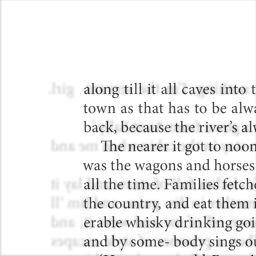 along till it all caves into t
town as that has to be alwa
back, because the river's alw
The nearer it got to noon
was the wagons and horses
all the time. Families fetche
the country, and eat them i
erable whisky drinking goi
and by some- body sings ou